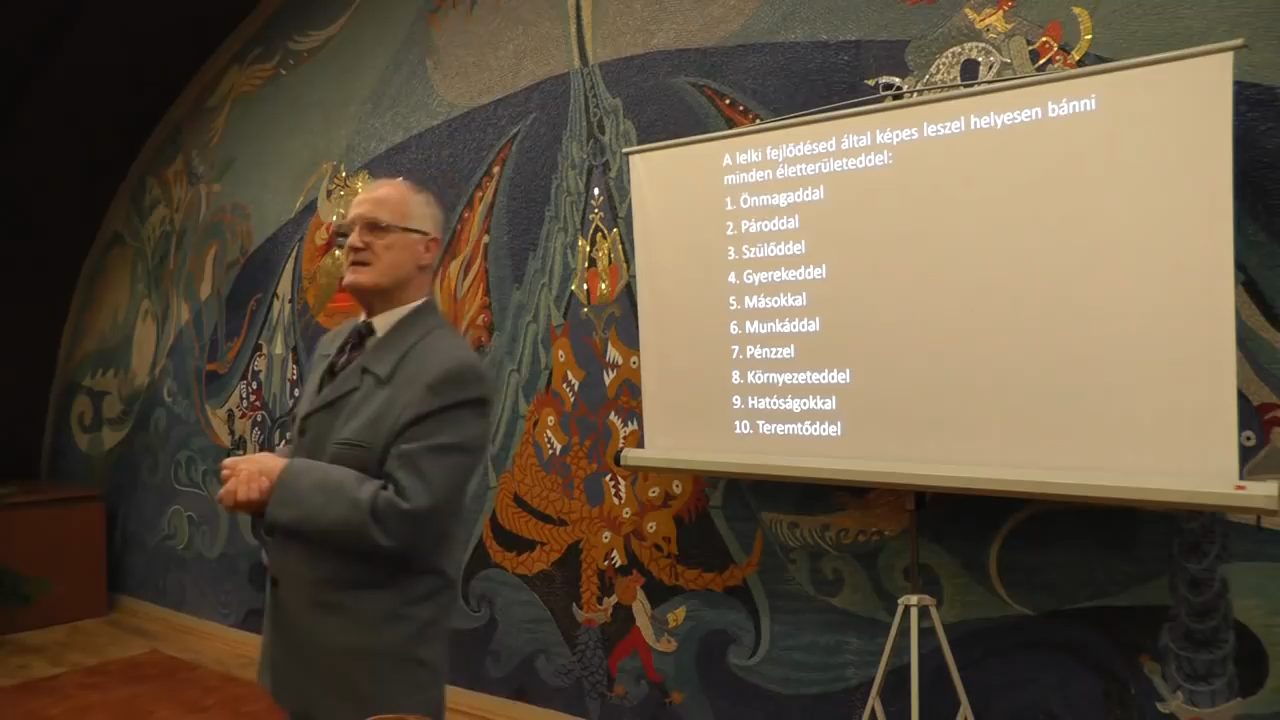 A lelki fejlődésed által képes leszel helyesen bánni
minden életterületeddel:
1. Önmagaddal
2. Pároddal
3. Szülőddel
4. Gyerekeddel
5. Másokkal
6. Munkáddal
7. Pénzzel
8. Környezeteddel
9. Hatóságokkal
10. Teremtőddel